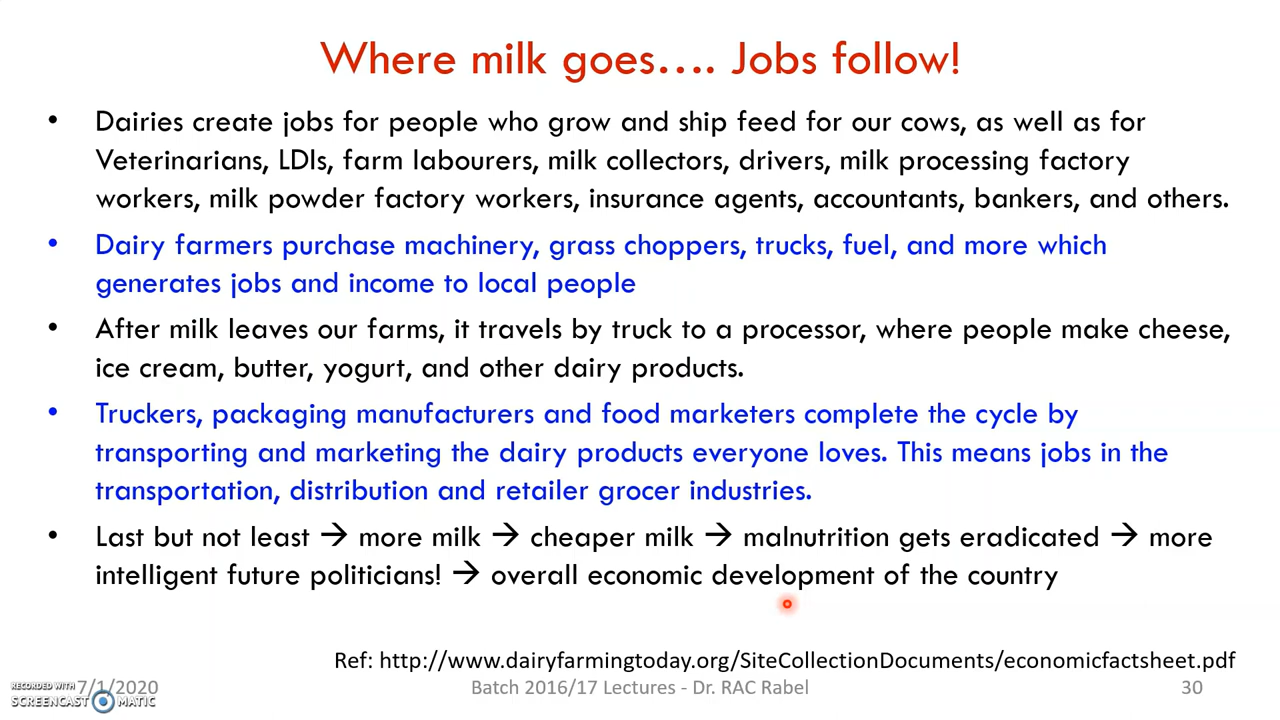 Where milk goes…. Jobs follow!
• Dairies create jobs for people who grow and ship feed for our cows, as well as for
Veterinarians, LDIs, farm labourers, milk collectors, drivers, milk processing factory
workers, milk powder factory workers, insurance agents, accountants, bankers, and others.
• Dairy farmers purchase machinery, grass choppers, trucks, fuel, and more which
generates jobs and income to local people
• After milk leaves our farms, it travels by truck to a processor, where people make cheese,
ice cream, butter, yogurt, and other dairy products.
• Truckers, packaging manufacturers and food marketers complete the cycle by
transporting and marketing the dairy products everyone loves. This means jobs in the
transportation, distribution and retailer grocer industries.
• Last but not least → more milk → cheaper milk → malnutrition gets eradicated → more
intelligent future politicians! → overall economic development of the country
Ref: http://www.dairyfarmingtoday.org/SiteCollectionDocuments/economicfactsheet.pdf
RECORDED WITH
SCREENCAST MATIC
7/1/2020
Batch 2016/17 Lectures - Dr. RAC Rabel
30